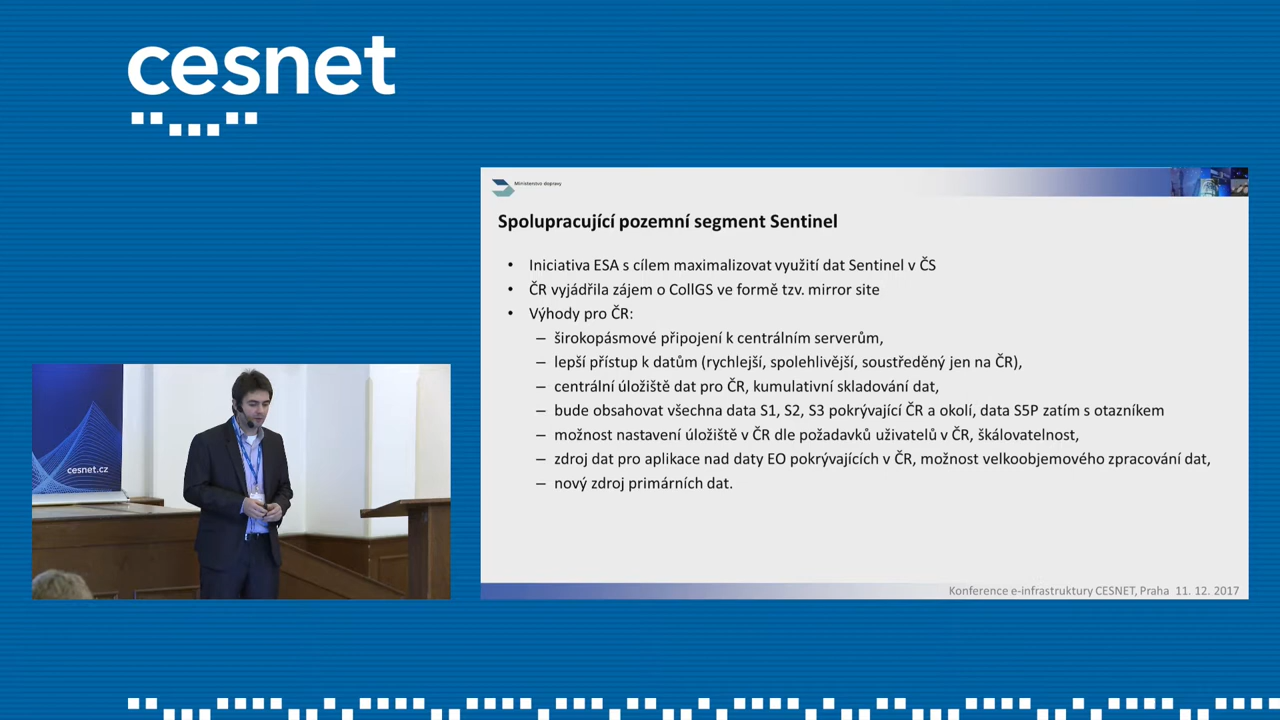 cesnet
Ministerstvo dopravy
Spolupracující pozemní segment Sentinel
• Iniciativa ESA s cílem maximalizovat využití dat Sentinel v ČS
• ČR vyjádřila zájem o CollGS ve formě tzv. mirror site
• Výhody pro ČR:
– širokopásmové připojení k centrálním serverům,
– lepší přístup k datům (rychlejší, spolehlivější, soustředěný jen na ČR),
– centrální úložiště dat pro ČR, kumulativní skladování dat,
– bude obsahovat všechna data S1, S2, S3 pokrývající ČR a okolí, data S5P zatím s otazníkem
– možnost nastavení úložiště v ČR dle požadavků uživatelů v ČR, škálovatelnost,
– zdroj dat pro aplikace nad daty EO pokrývajících v ČR, možnost velkoobjemového zpracování dat,
– nový zdroj primárních dat.
cesnet.cz
Konference e-infrastruktury CESNET, Praha 11. 12. 2017